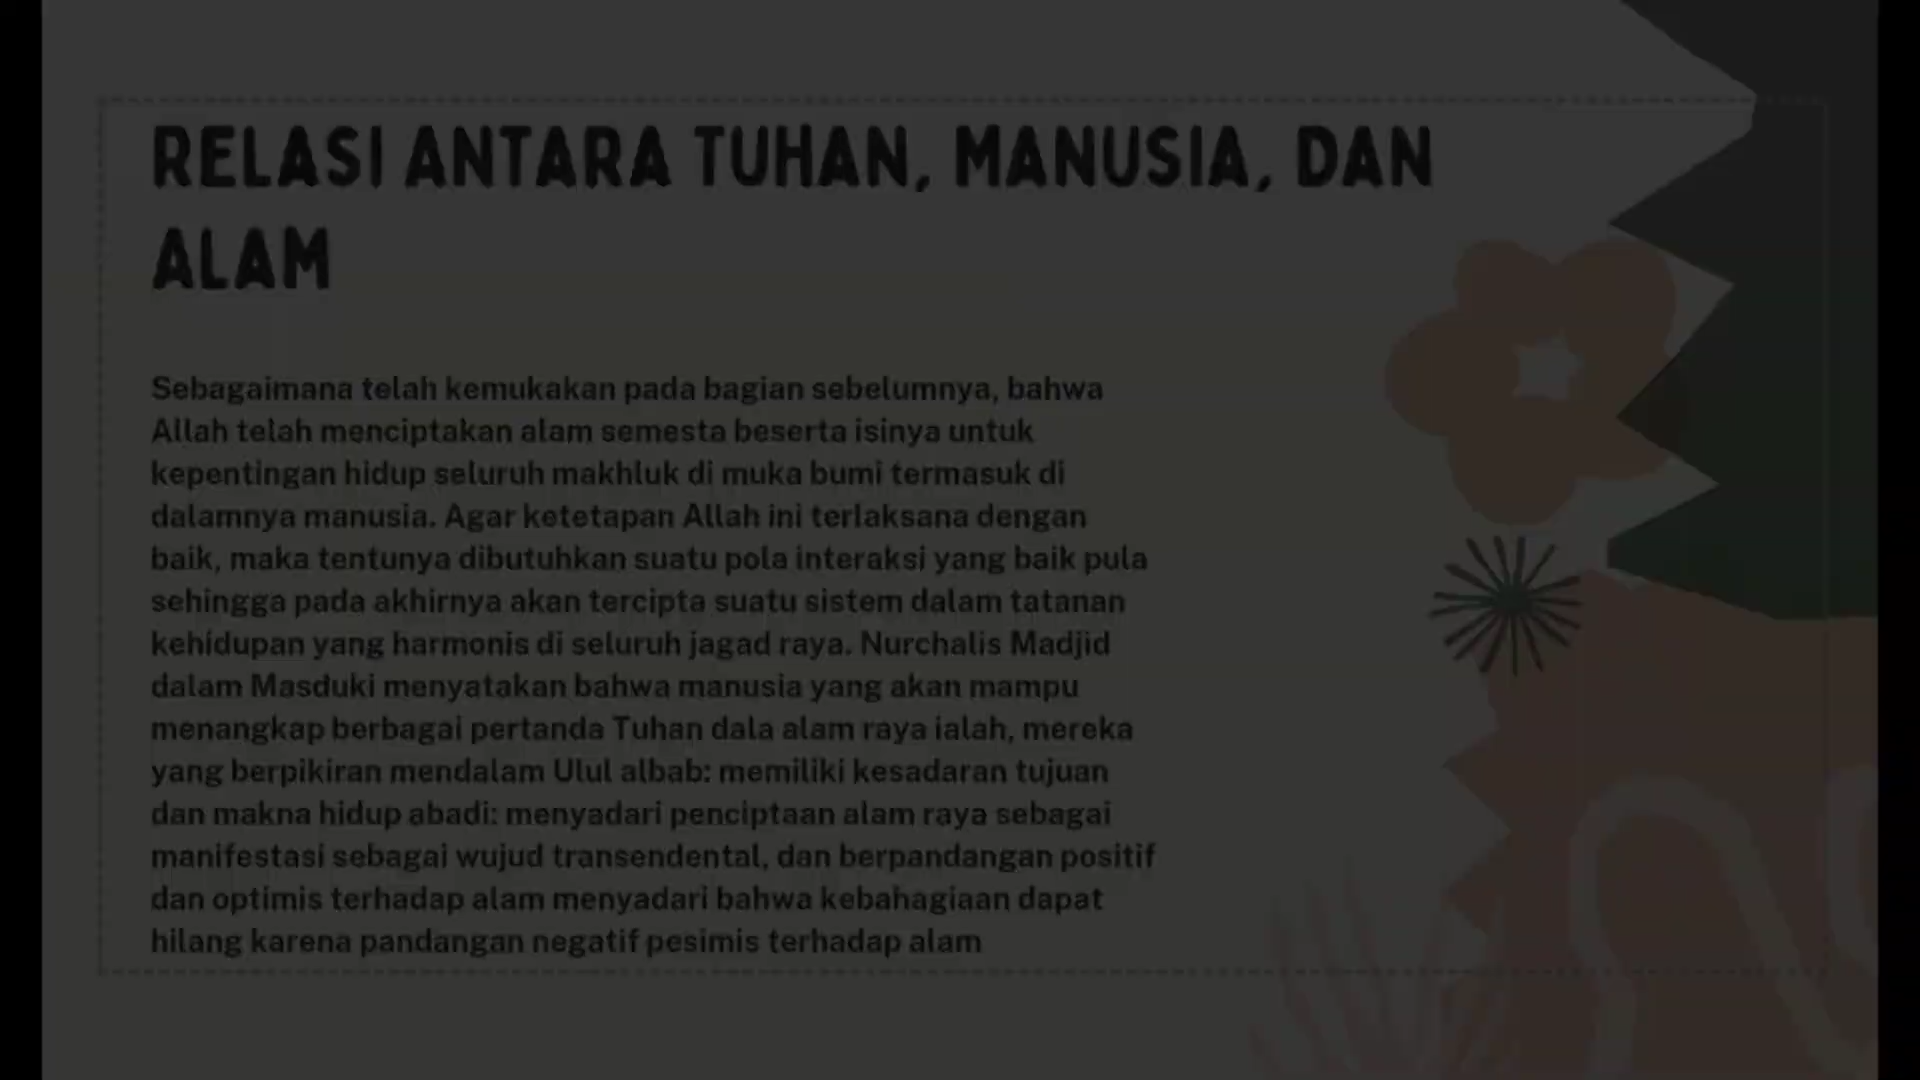 RELASI ANTARA TUHAN, MANUSIA, DAN
ALAM
Sebagaimana telah kemukakan pada bagian sebelumnya, bahwa
Allah telah menciptakan alam semesta beserta isinya untuk
kepentingan hidup seluruh makhluk di muka bumi termasuk di
dalamnya manusia. Agar ketetapan Allah ini terlaksana dengan
baik, maka tentunya dibutuhkan suatu pola interaksi yang baik pula
sehingga pada akhirnya akan tercipta suatu sistem dalam tatanan
kehidupan yang harmonis di seluruh jagad raya. Nurchalis Madjid
dalam Masduki menyatakan bahwa manusia yang akan mampu
menangkap berbagai pertanda Tuhan dala alam raya ialah, mereka
yang berpikiran mendalam Ulul albab: memiliki kesadaran tujuan
dan makna hidup abadi: menyadari penciptaan alam raya sebagai
manifestasi sebagai wujud transendental, dan berpandangan positif
dan optimis terhadap alam menyadari bahwa kebahagiaan dapat
hilang karena pandangan negatif pesimis terhadap alam